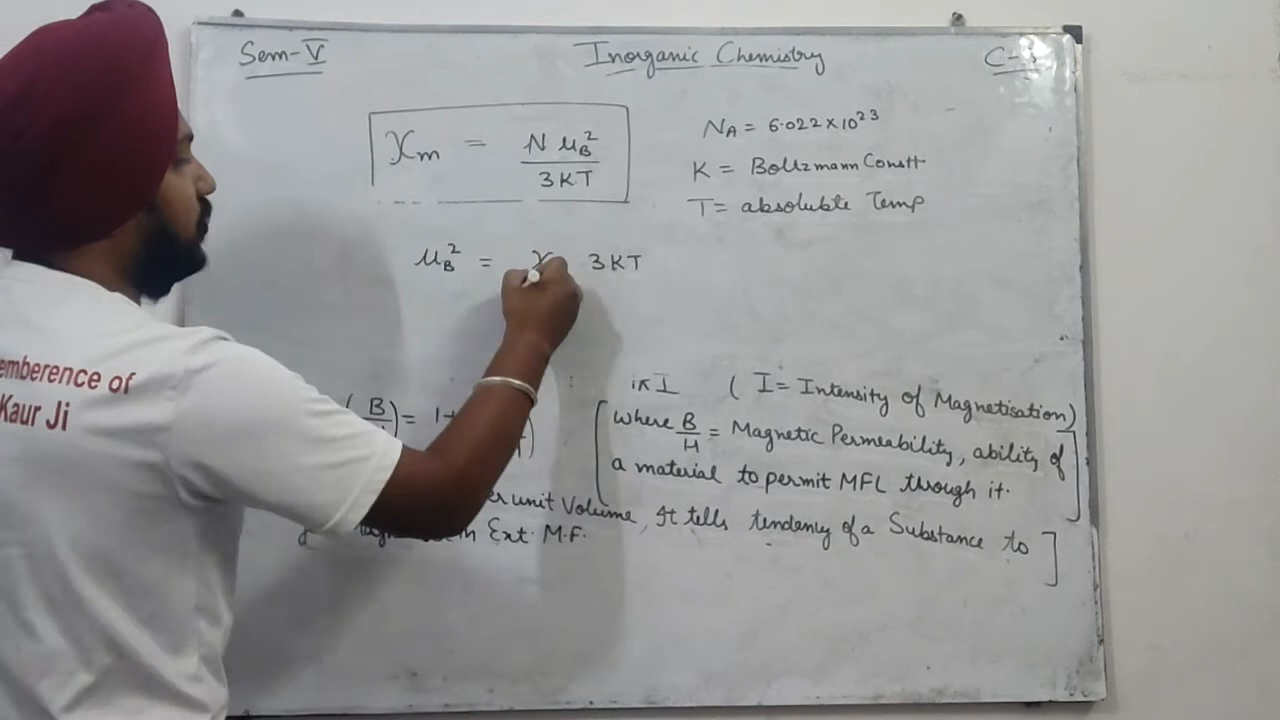 Sem-V Inorganic Chemistry
χm = N μB² / 3KT
NA = 6.022×10²³
K = Boltzmann Constt
T = absolute Temp
μB² = χ 3KT
I ( I = Intensity of Magnetisation)
( B ) = 1+
[where B/H = Magnetic Permeability, ability of
a material to permit MFL through it.
unit Volume, It tells tendency of a Substance to]
Ext. M.F.
emberence of
Kaur Ji